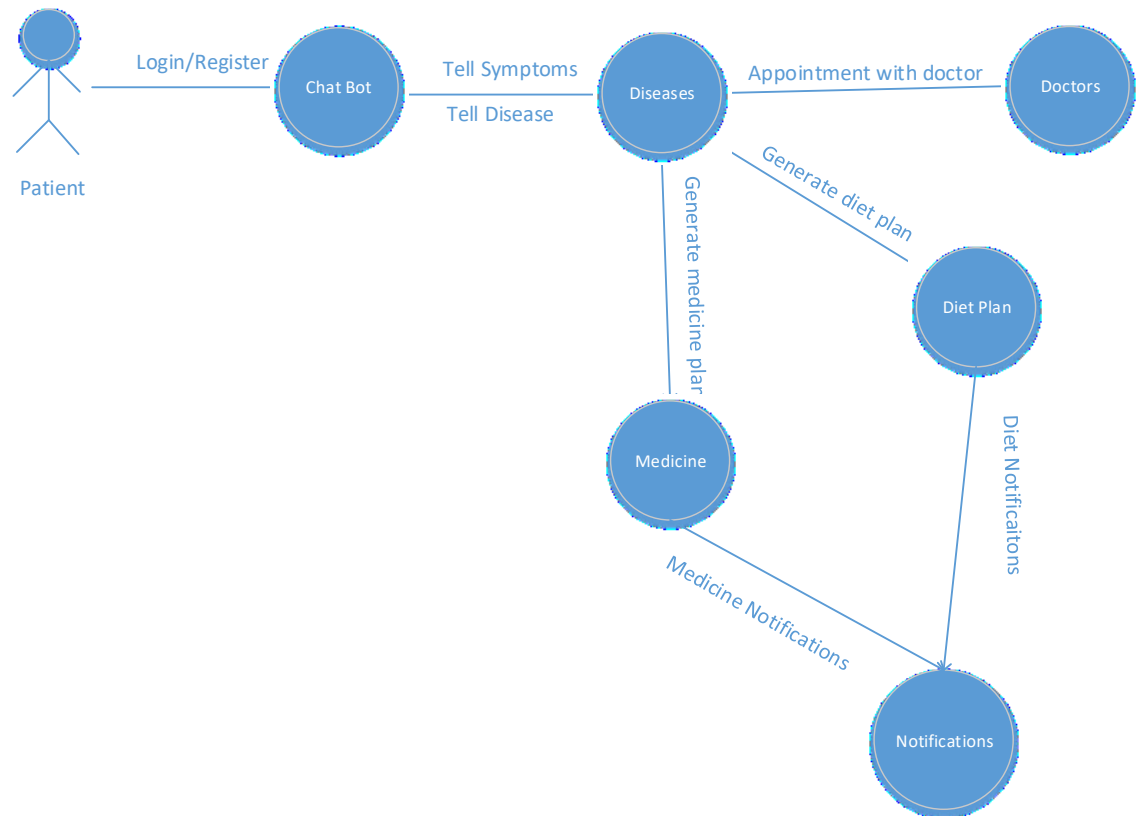 Login/Register
Chat Bot
Tell Symptoms
Tell Disease
Diseases
Appointment with doctor
Doctors
Patient
Generate diet plan
Generate medicine plar
Diet Plan
Medicine
Diet Notificaitons
Medicine Notifications
Notifications